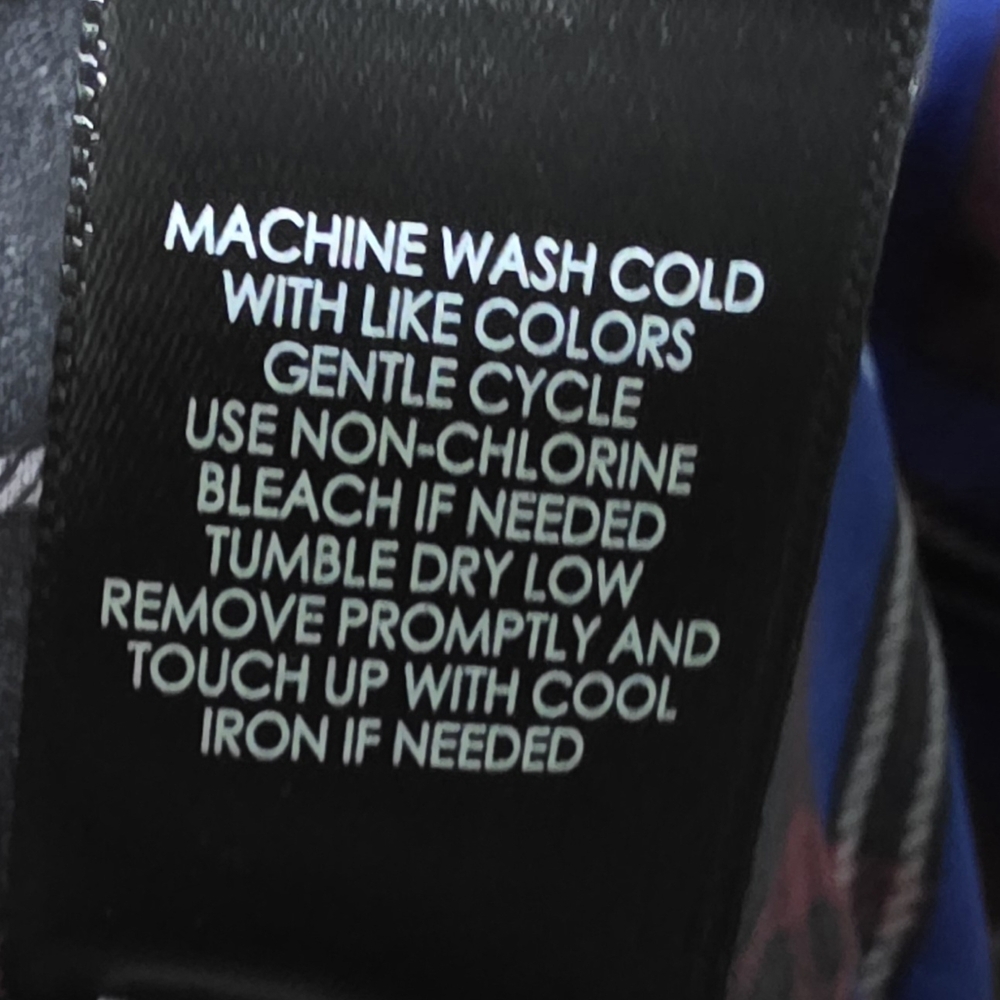 MACHINE WASH COLD
WITH LIKE COLORS
GENTLE CYCLE
USE NON-CHLORINE
BLEACH IF NEEDED
TUMBLE DRY LOW
REMOVE PROMPTLY AND
TOUCH UP WITH COOL
IRON IF NEEDED